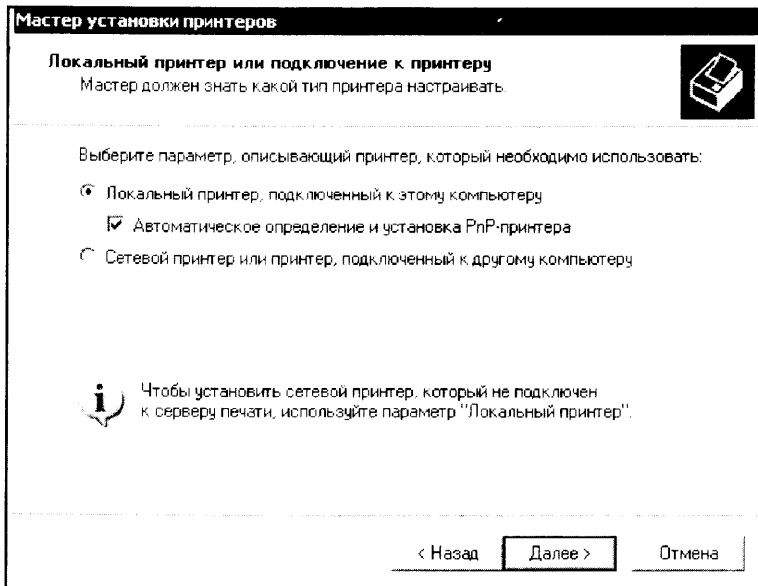 Мастер установки принтеров
Локальный принтер или подключение к принтеру
Мастер должен знать какой тип принтера настраивать.
Выберите параметр, описывающий принтер, который необходимо использовать:
Локальный принтер, подключенный к этому компьютеру
Автоматическое определение и установка PnP-принтера
Сетевой принтер или принтер, подключенный к другому компьютеру
Чтобы установить сетевой принтер, который не подключен
к серверу печати, используйте параметр "Локальный принтер".
< Назад
Далее >
Отмена